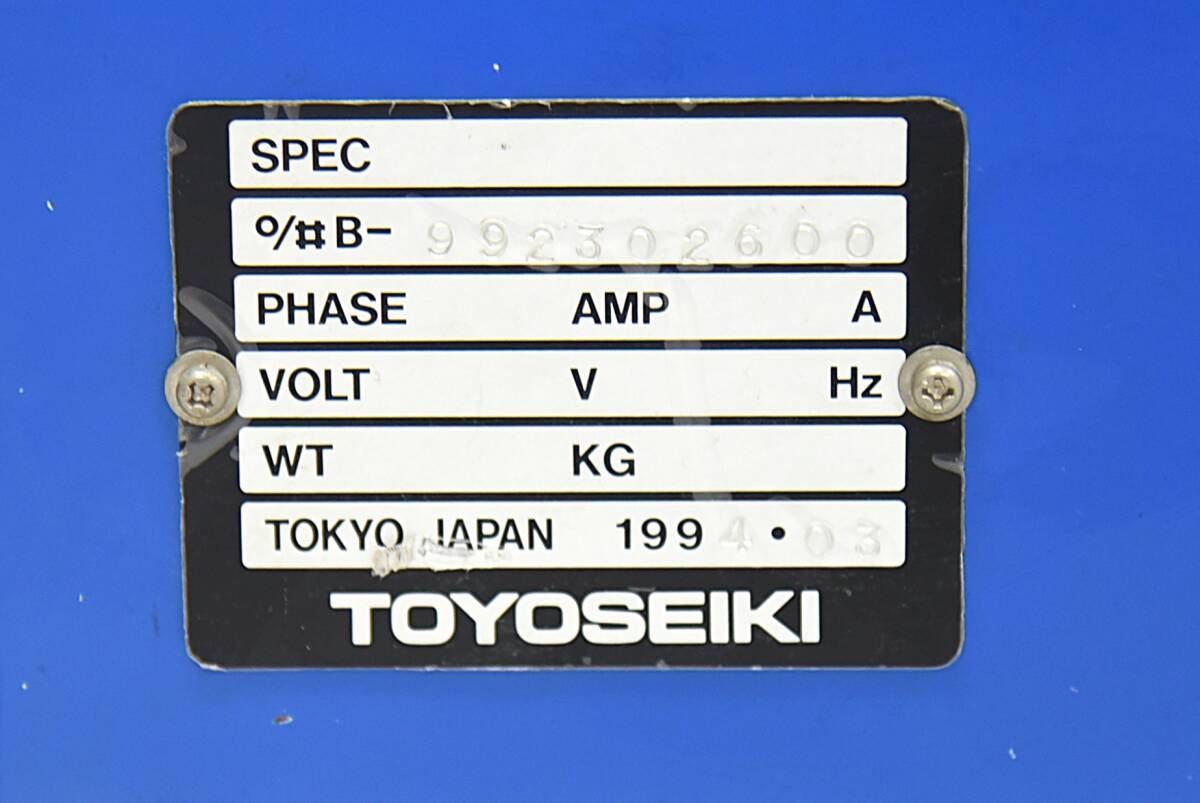 SPEC
O/# B- 992302600
PHASE AMP A
VOLT V Hz
WT KG
TOKYO JAPAN 1994・03
TOYOSEIKI